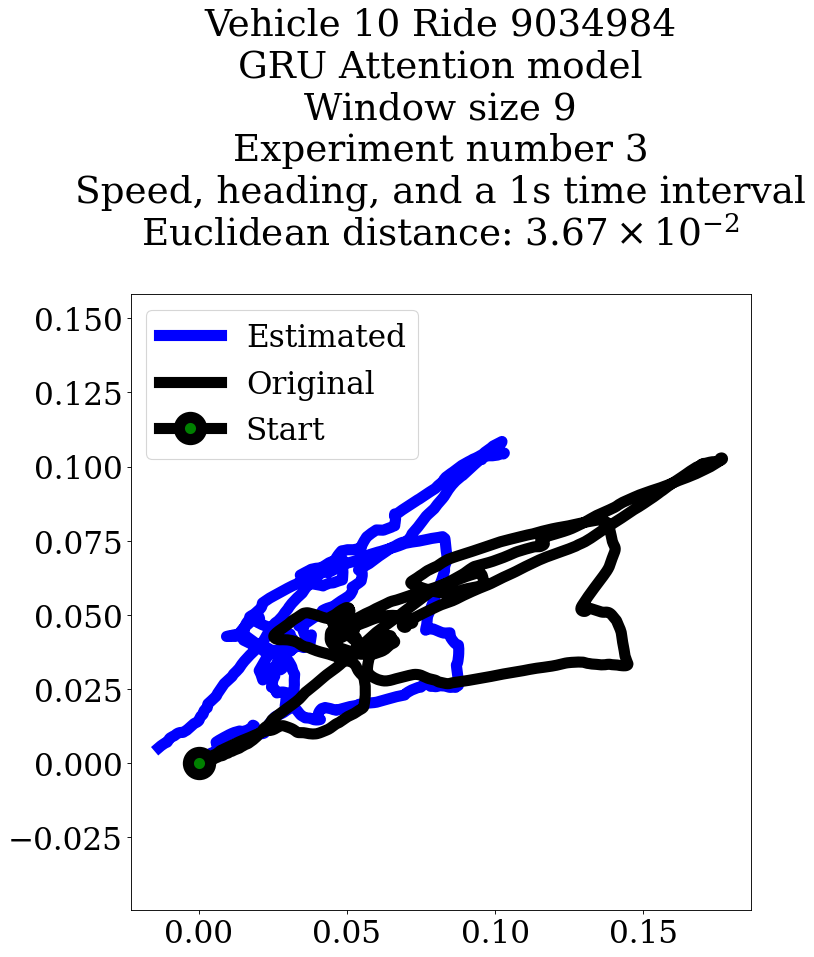 Vehicle 10 Ride 9034984
GRU Attention model
Window size 9
Experiment number 3
Speed, heading, and a 1s time interval
Euclidean distance: 3.67 × 10⁻²
0.150
0.125
0.100
0.075
0.050
0.025
0.000
−0.025
Estimated
Original
Start
0.00 0.05 0.10 0.15